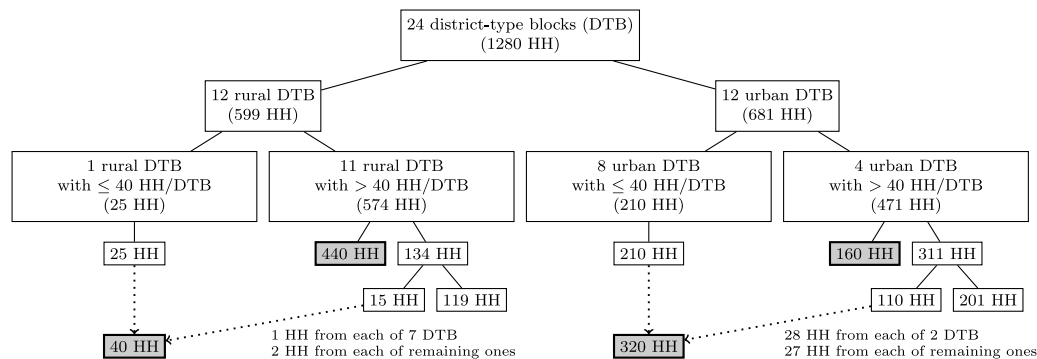 24 district-type blocks (DTB)
(1280 HH)
12 rural DTB
(599 HH)
12 urban DTB
(681 HH)
1 rural DTB
with ≤ 40 HH/DTB
(25 HH)
11 rural DTB
with > 40 HH/DTB
(574 HH)
8 urban DTB
with ≤ 40 HH/DTB
(210 HH)
4 urban DTB
with > 40 HH/DTB
(471 HH)
25 HH
440 HH
134 HH
210 HH
160 HH
311 HH
15 HH
119 HH
110 HH
201 HH
40 HH
1 HH from each of 7 DTB
2 HH from each of remaining ones
320 HH
28 HH from each of 2 DTB
27 HH from each of remaining ones